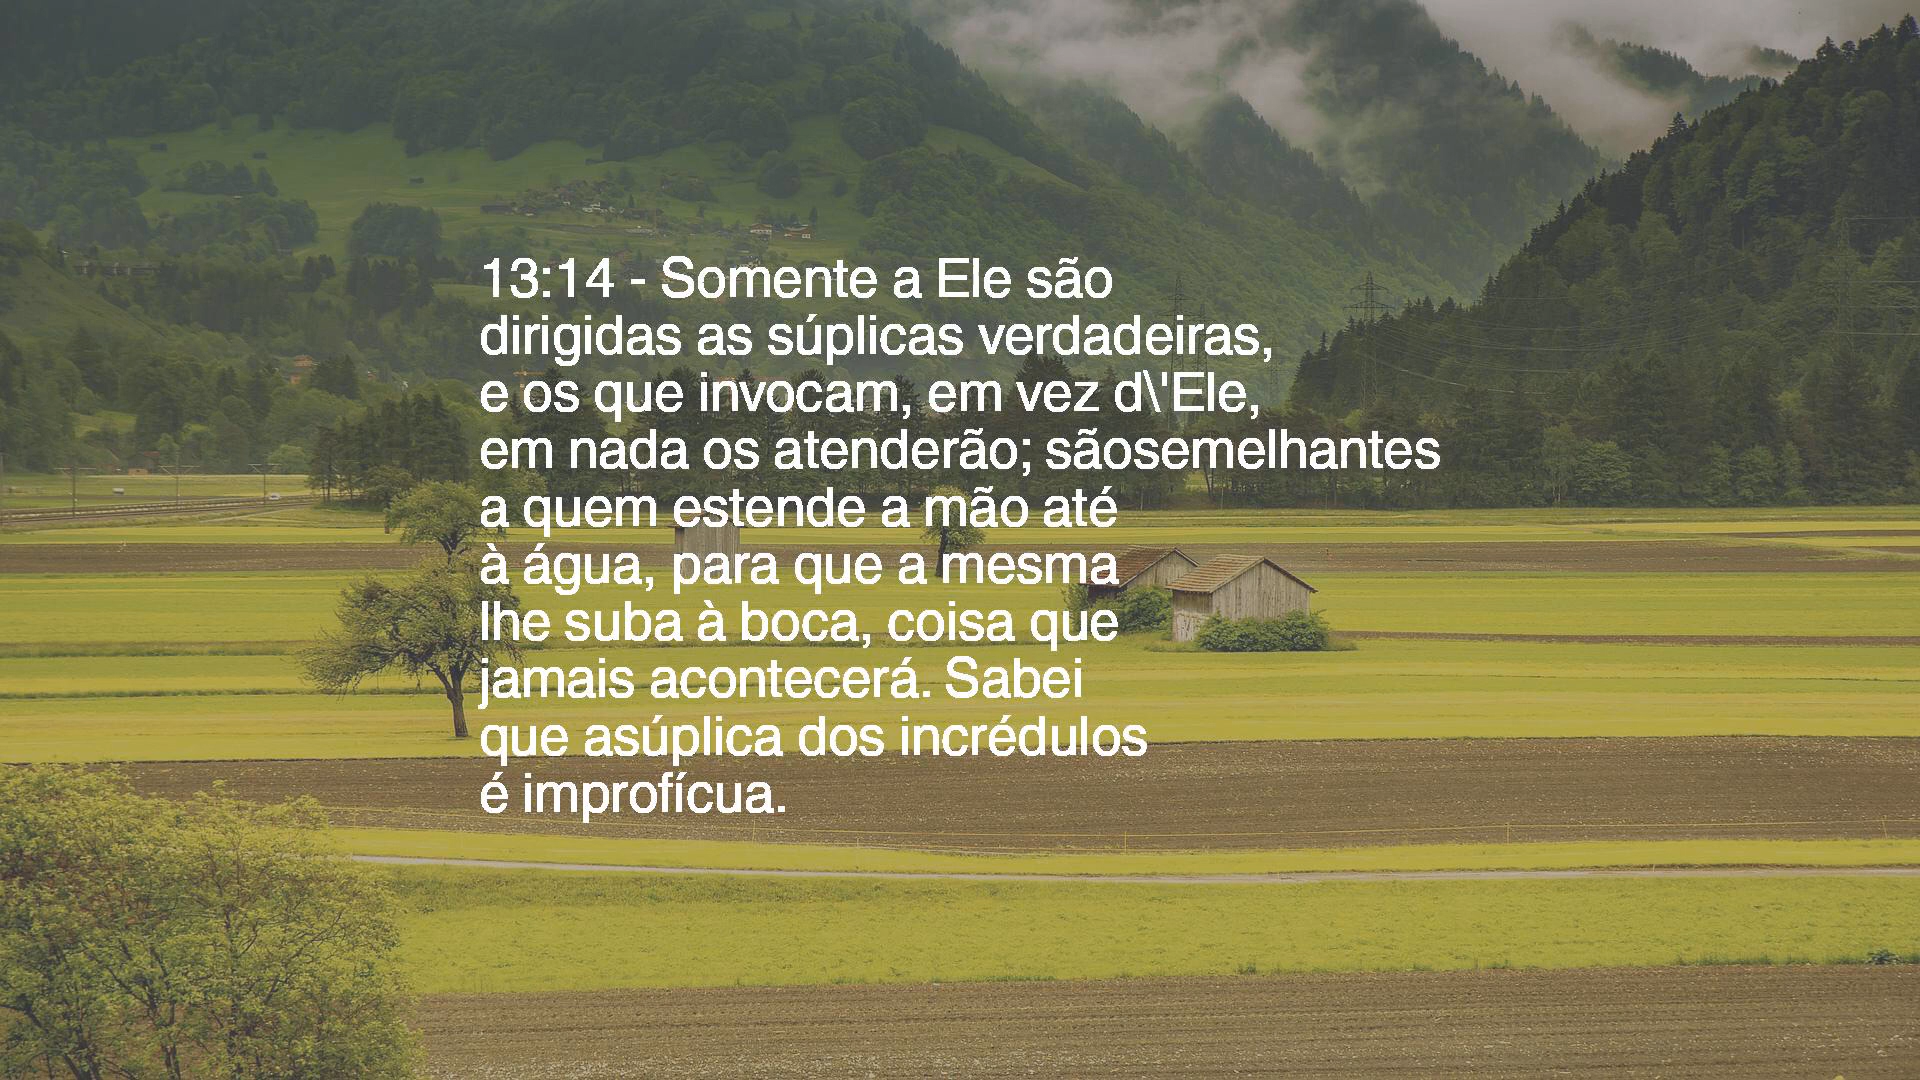 13:14 - Somente a Ele são
dirigidas as súplicas verdadeiras,
e os que invocam, em vez d\'Ele,
em nada os atenderão; sãosemelhantes
a quem estende a mão até
à água, para que a mesma
lhe suba à boca, coisa que
jamais acontecerá. Sabei
que asúplica dos incrédulos
é improfícua.